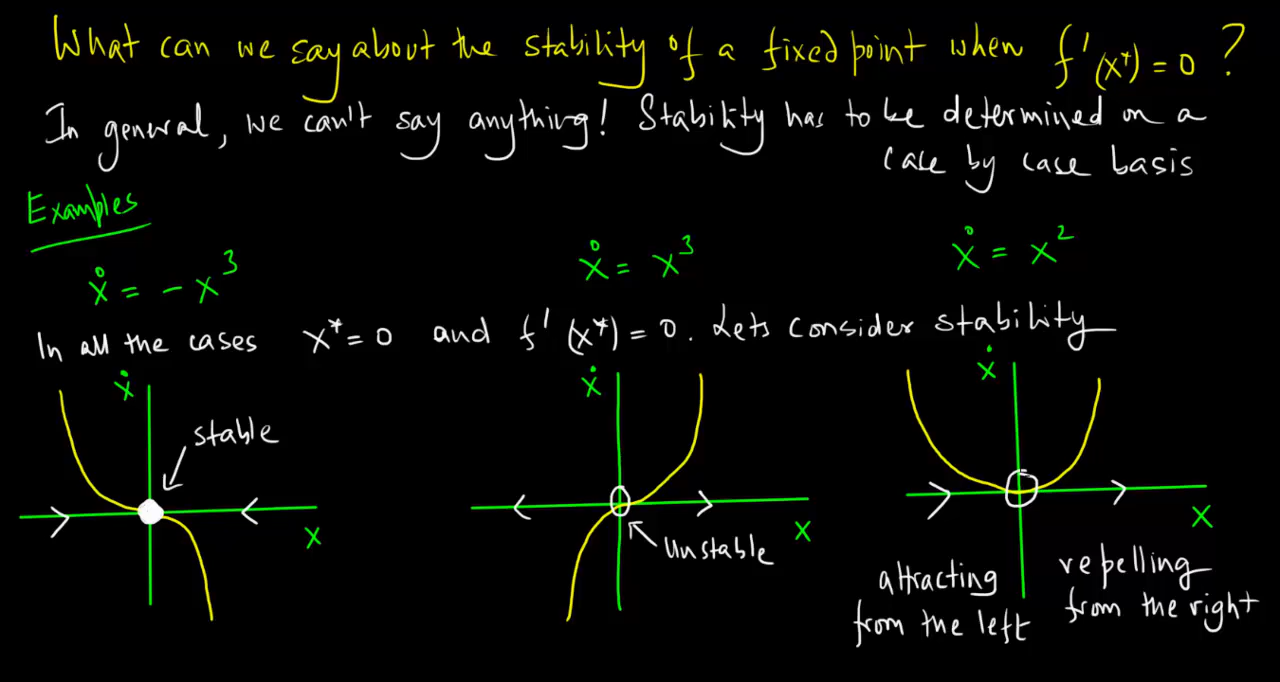 What can we say about the stability of a fixed point when f'(x*) = 0 ?
In general, we can't say anything! Stability has to be determined on a
case by case basis
Examples
ẋ = - x³
ẋ = x³
ẋ = x²
In all the cases x* = 0 and f'(x*) = 0. Lets consider stability
ẋ
stable
x
ẋ
Unstable
x
ẋ
x
attracting
from the left
repelling
from the right